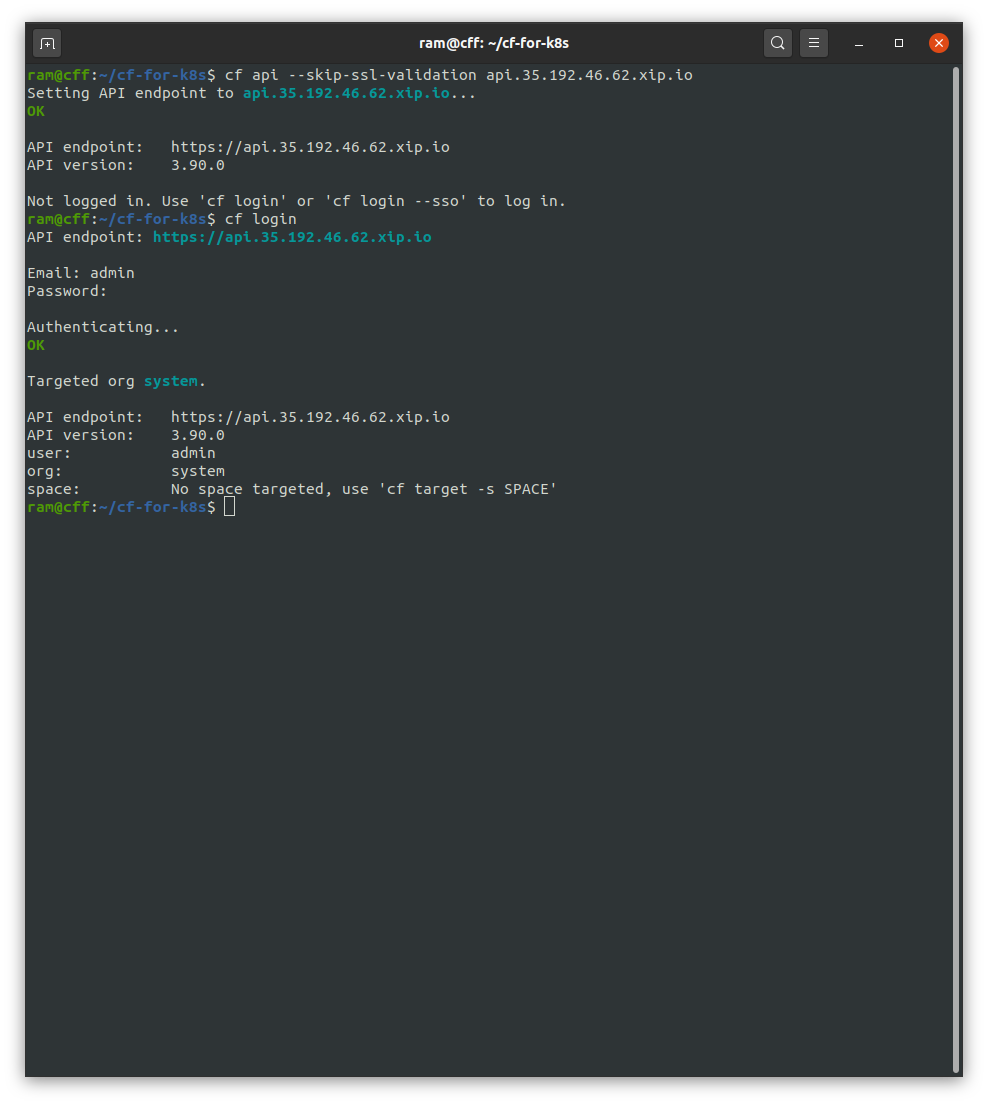 ram@cff: ~/cf-for-k8s
ram@cff:~/cf-for-k8s$ cf api --skip-ssl-validation api.35.192.46.62.xip.io
Setting API endpoint to api.35.192.46.62.xip.io...
OK
API endpoint:   https://api.35.192.46.62.xip.io
API version:    3.90.0
Not logged in. Use 'cf login' or 'cf login --sso' to log in.
ram@cff:~/cf-for-k8s$ cf login
API endpoint: https://api.35.192.46.62.xip.io
Email: admin
Password:
Authenticating...
OK
Targeted org system.
API endpoint:   https://api.35.192.46.62.xip.io
API version:    3.90.0
user:           admin
org:            system
space:          No space targeted, use 'cf target -s SPACE'
ram@cff:~/cf-for-k8s$